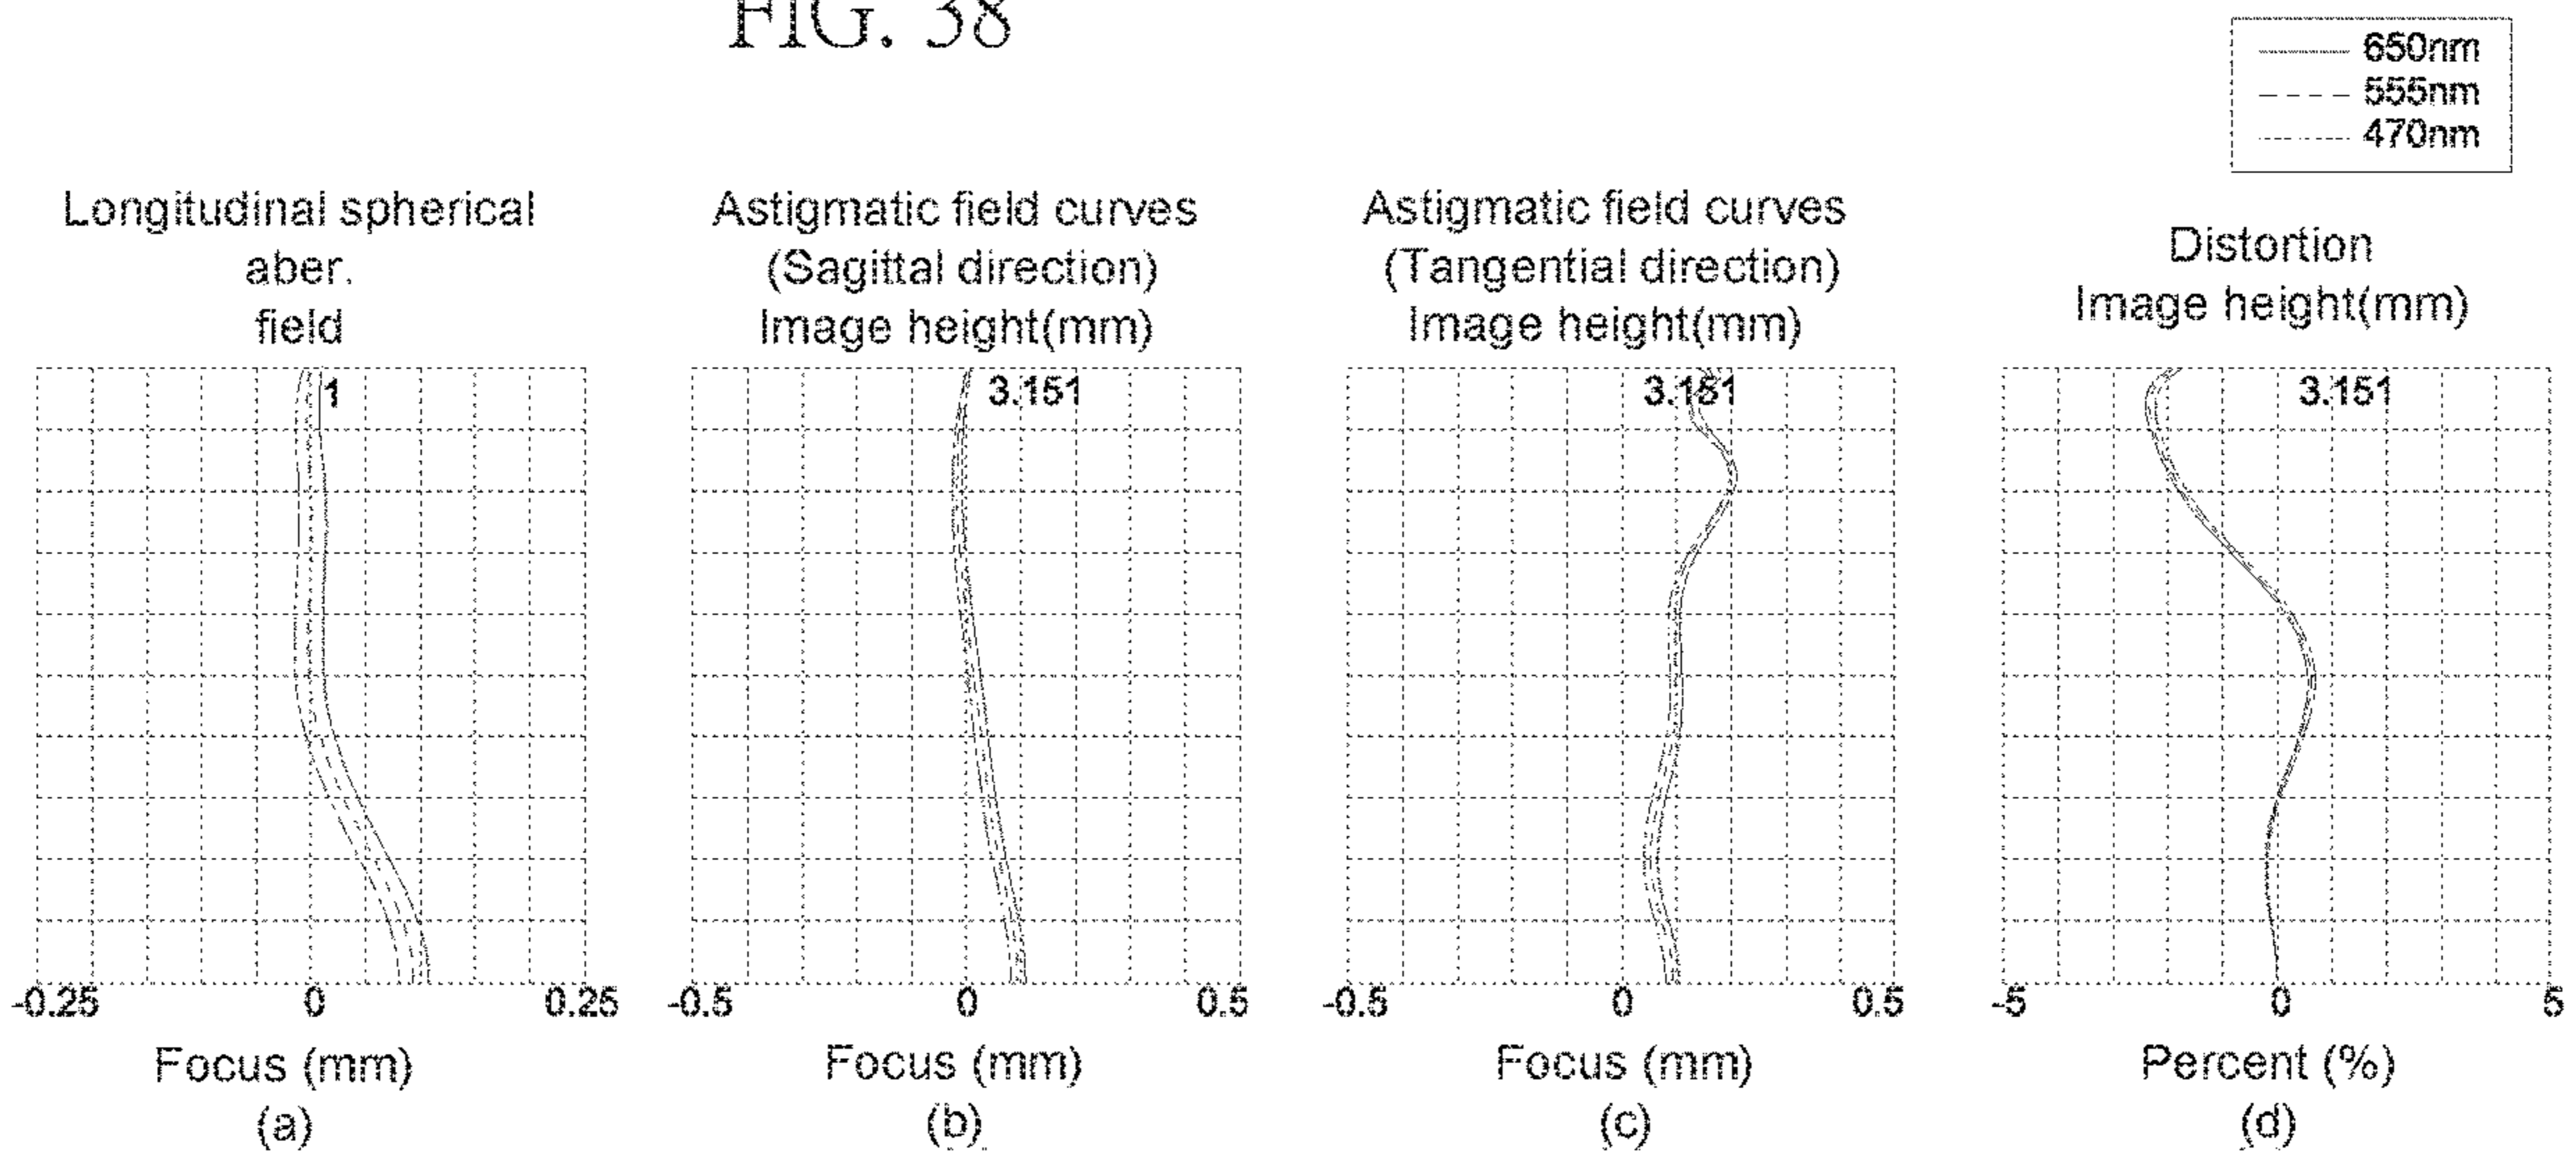 FIG. 38
650nm
555nm
470nm
Longitudinal spherical
aber.
field
1
-0.25 0 0.25
Focus (mm)
(a)
Astigmatic field curves
(Sagittal direction)
Image height(mm)
3.151
-0.5 0 0.5
Focus (mm)
(b)
Astigmatic field curves
(Tangential direction)
Image height(mm)
3.151
-0.5 0 0.5
Focus (mm)
(c)
Distortion
Image height(mm)
3.151
-5 0 5
Percent (%)
(d)